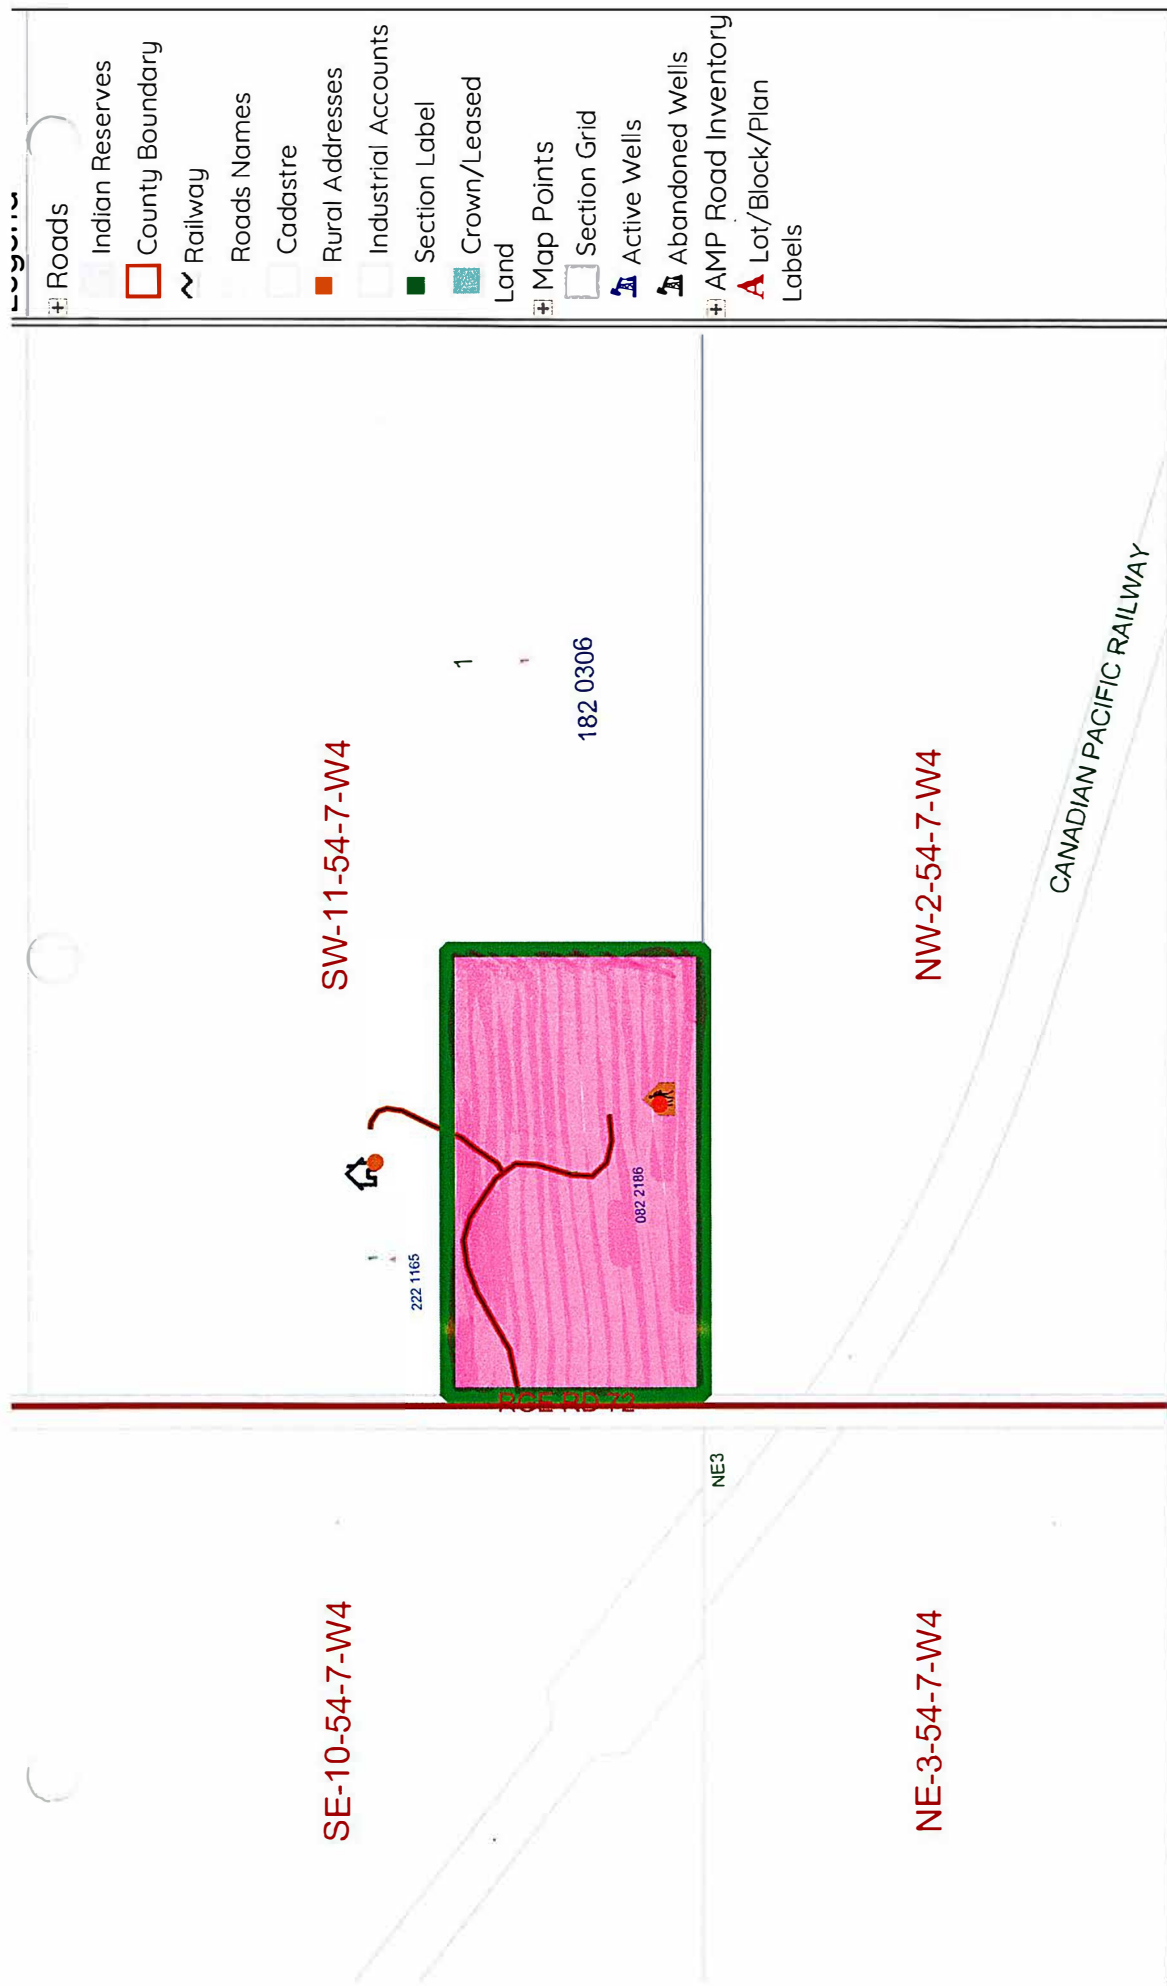 Legend
Roads
Indian Reserves
County Boundary
Railway
Roads Names
Cadastre
Rural Addresses
Industrial Accounts
Section Label
Crown/Leased
Land
Map Points
Section Grid
Active Wells
Abandoned Wells
AMP Road Inventory
A Lot/Block/Plan
Labels
SE-10-54-7-W4
SW-11-54-7-W4
222 1165
1
1
182 0306
082 2186
RGE RD 72
NE3
NE-3-54-7-W4
NW-2-54-7-W4
CANADIAN PACIFIC RAILWAY